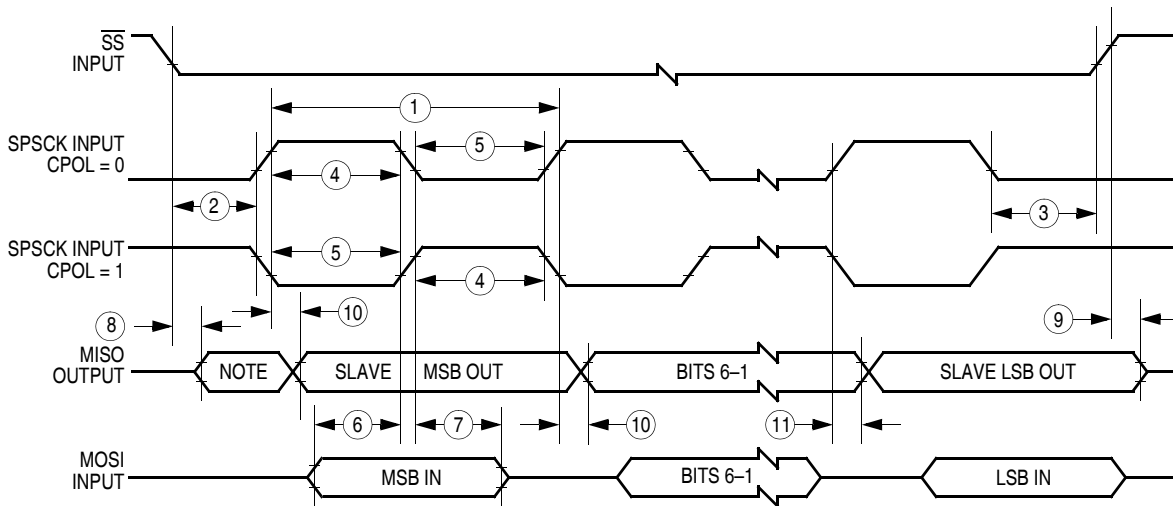 SS
INPUT
1
SPSCK INPUT
CPOL = 0
5
4
2
3
SPSCK INPUT
CPOL = 1
5
4
8
10
9
MISO
OUTPUT
NOTE
SLAVE MSB OUT
BITS 6–1
SLAVE LSB OUT
6
7
10
11
MOSI
INPUT
MSB IN
BITS 6–1
LSB IN